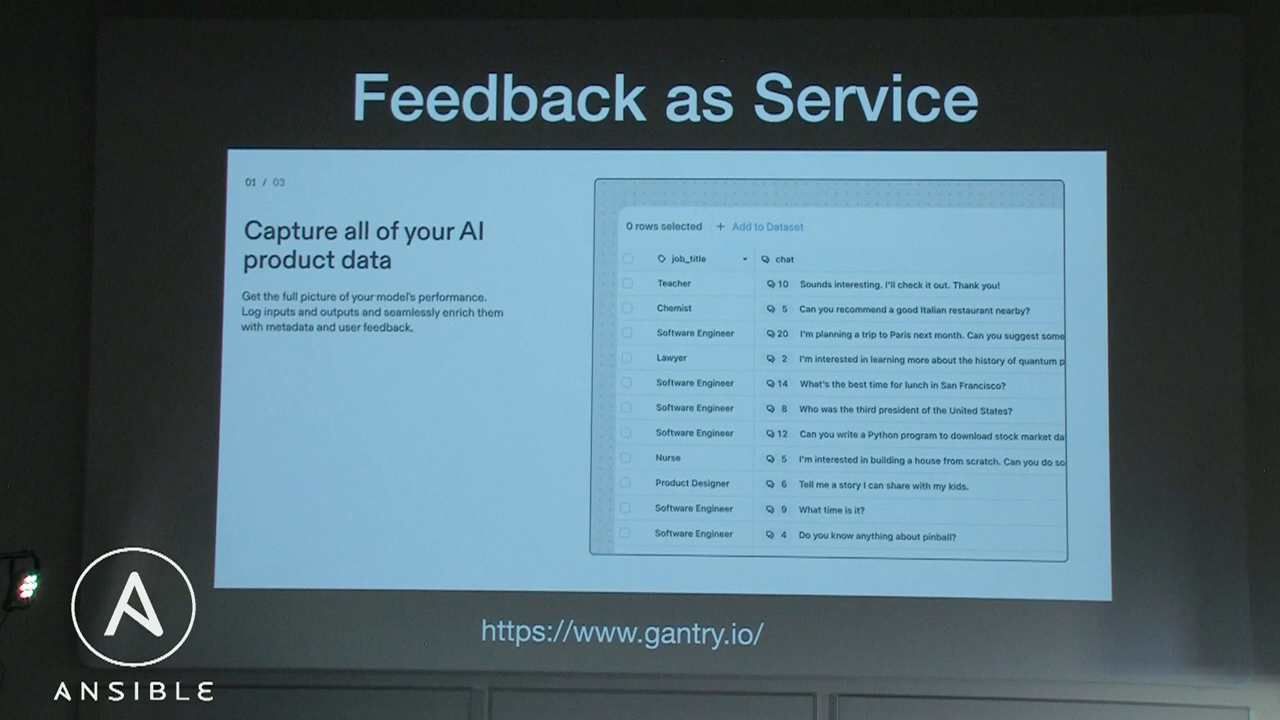 Feedback as Service
01 / 03
Capture all of your AI
product data
Get the full picture of your model's performance.
Log inputs and outputs and seamlessly enrich them
with metadata and user feedback.
0 rows selected + Add to Dataset
job_title chat
Teacher 10 Sounds interesting. I'll check it out. Thank you!
Chemist 5 Can you recommend a good Italian restaurant nearby?
Software Engineer 20 I'm planning a trip to Paris next month. Can you suggest some
Lawyer 2 I'm interested in learning more about the history of quantum p
Software Engineer 14 What's the best time for lunch in San Francisco?
Software Engineer 8 Who was the third president of the United States?
Software Engineer 12 Can you write a Python program to download stock market da
Nurse 5 I'm interested in building a house from scratch. Can you do so
Product Designer 6 Tell me a story I can share with my kids.
Software Engineer 9 What time is it?
Software Engineer 4 Do you know anything about pinball?
https://www.gantry.io/
ANSIBLE